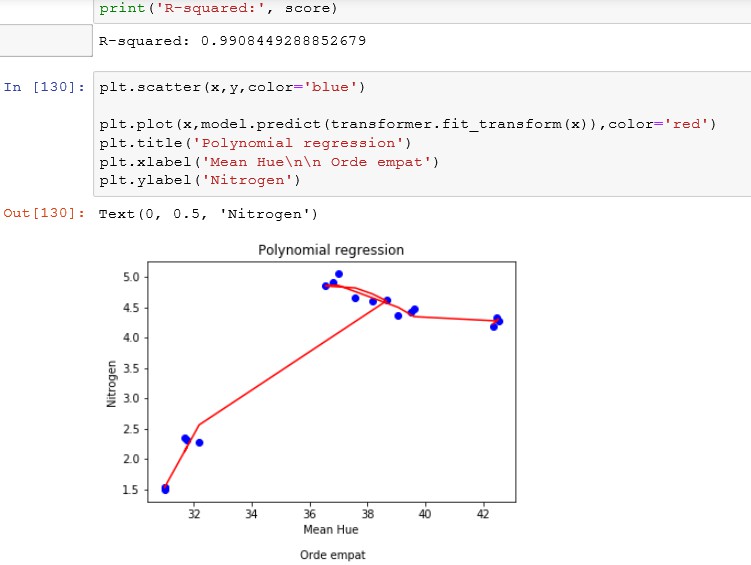 print('R-squared:', score)
R-squared: 0.9908449288852679
In [130]:
plt.scatter(x,y,color='blue')
plt.plot(x,model.predict(transformer.fit_transform(x)),color='red')
plt.title('Polynomial regression')
plt.xlabel('Mean Hue\n\n Orde empat')
plt.ylabel('Nitrogen')
Out[130]: Text(0, 0.5, 'Nitrogen')
Polynomial regression
5.0
4.5
4.0
3.5
3.0
2.5
2.0
1.5
Nitrogen
32 34 36 38 40 42
Mean Hue
Orde empat